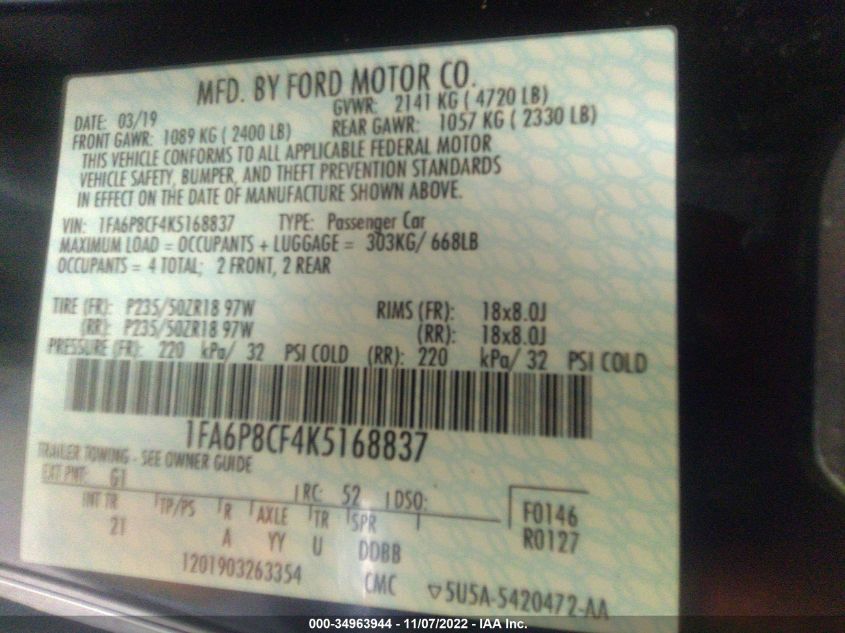 MFD. BY FORD MOTOR CO.
DATE: 03/19 GVWR: 2141 KG ( 4720 LB)
FRONT GAWR: 1089 KG ( 2400 LB) REAR GAWR: 1057 KG ( 2330 LB)
THIS VEHICLE CONFORMS TO ALL APPLICABLE FEDERAL MOTOR
VEHICLE SAFETY, BUMPER, AND THEFT PREVENTION STANDARDS
IN EFFECT ON THE DATE OF MANUFACTURE SHOWN ABOVE.
VIN: 1FA6P8CF4K5168837 TYPE: Passenger Car
MAXIMUM LOAD = OCCUPANTS + LUGGAGE = 303KG/ 668LB
OCCUPANTS = 4 TOTAL; 2 FRONT, 2 REAR
TIRE (FR): P235/50ZR18 97W RIMS (FR): 18x8.0J
(RR): P235/50ZR18 97W (RR): 18x8.0J
PRESSURE (FR): 220 kPa/ 32 PSI COLD (RR): 220 kPa/ 32 PSI COLD
1FA6P8CF4K5168837
TRAILER TOWING - SEE OWNER GUIDE
EXT PNT: G1 RC: 52 DSO: F0146
INT TR TP/PS R AXLE TR SPR R0127
2T A YY U DDBB
1201903263354 CMC ▽5U5A-5420472-AA
000-34963944 - 11/07/2022 - IAA Inc.